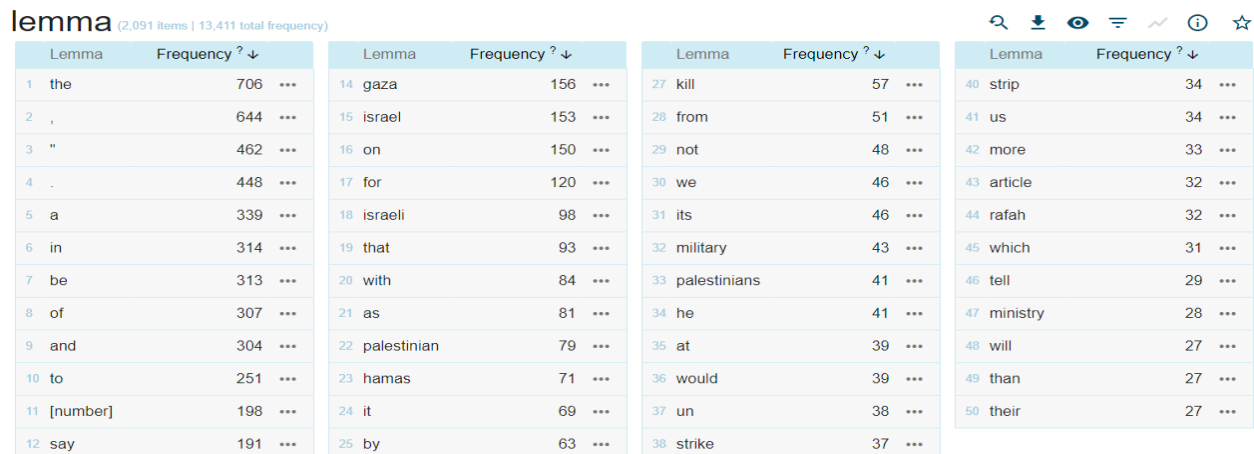 lemma (2,091 items | 13,411 total frequency)
Lemma Frequency ? ↓ Lemma Frequency ? ↓ Lemma Frequency ? ↓ Lemma Frequency ? ↓
1 the 706 ••• 14 gaza 156 ••• 27 kill 57 ••• 40 strip 34 •••
2 , 644 ••• 15 israel 153 ••• 28 from 51 ••• 41 us 34 •••
3 " 462 ••• 16 on 150 ••• 29 not 48 ••• 42 more 33 •••
4 . 448 ••• 17 for 120 ••• 30 we 46 ••• 43 article 32 •••
5 a 339 ••• 18 israeli 98 ••• 31 its 46 ••• 44 rafah 32 •••
6 in 314 ••• 19 that 93 ••• 32 military 43 ••• 45 which 31 •••
7 be 313 ••• 20 with 84 ••• 33 palestinians 41 ••• 46 tell 29 •••
8 of 307 ••• 21 as 81 ••• 34 he 41 ••• 47 ministry 28 •••
9 and 304 ••• 22 palestinian 79 ••• 35 at 39 ••• 48 will 27 •••
10 to 251 ••• 23 hamas 71 ••• 36 would 39 ••• 49 than 27 •••
11 [number] 198 ••• 24 it 69 ••• 37 un 38 ••• 50 their 27 •••
12 say 191 ••• 25 by 63 ••• 38 strike 37 •••